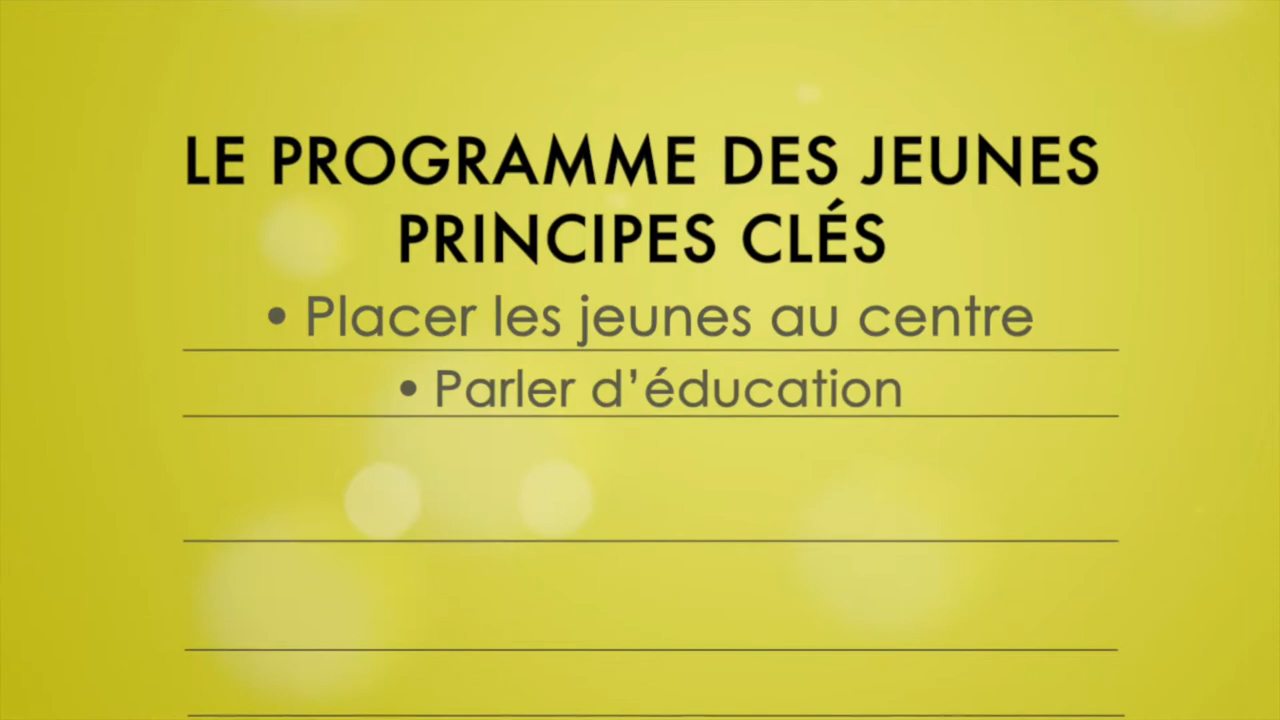 LE PROGRAMME DES JEUNES
PRINCIPES CLÉS
• Placer les jeunes au centre
• Parler d’éducation